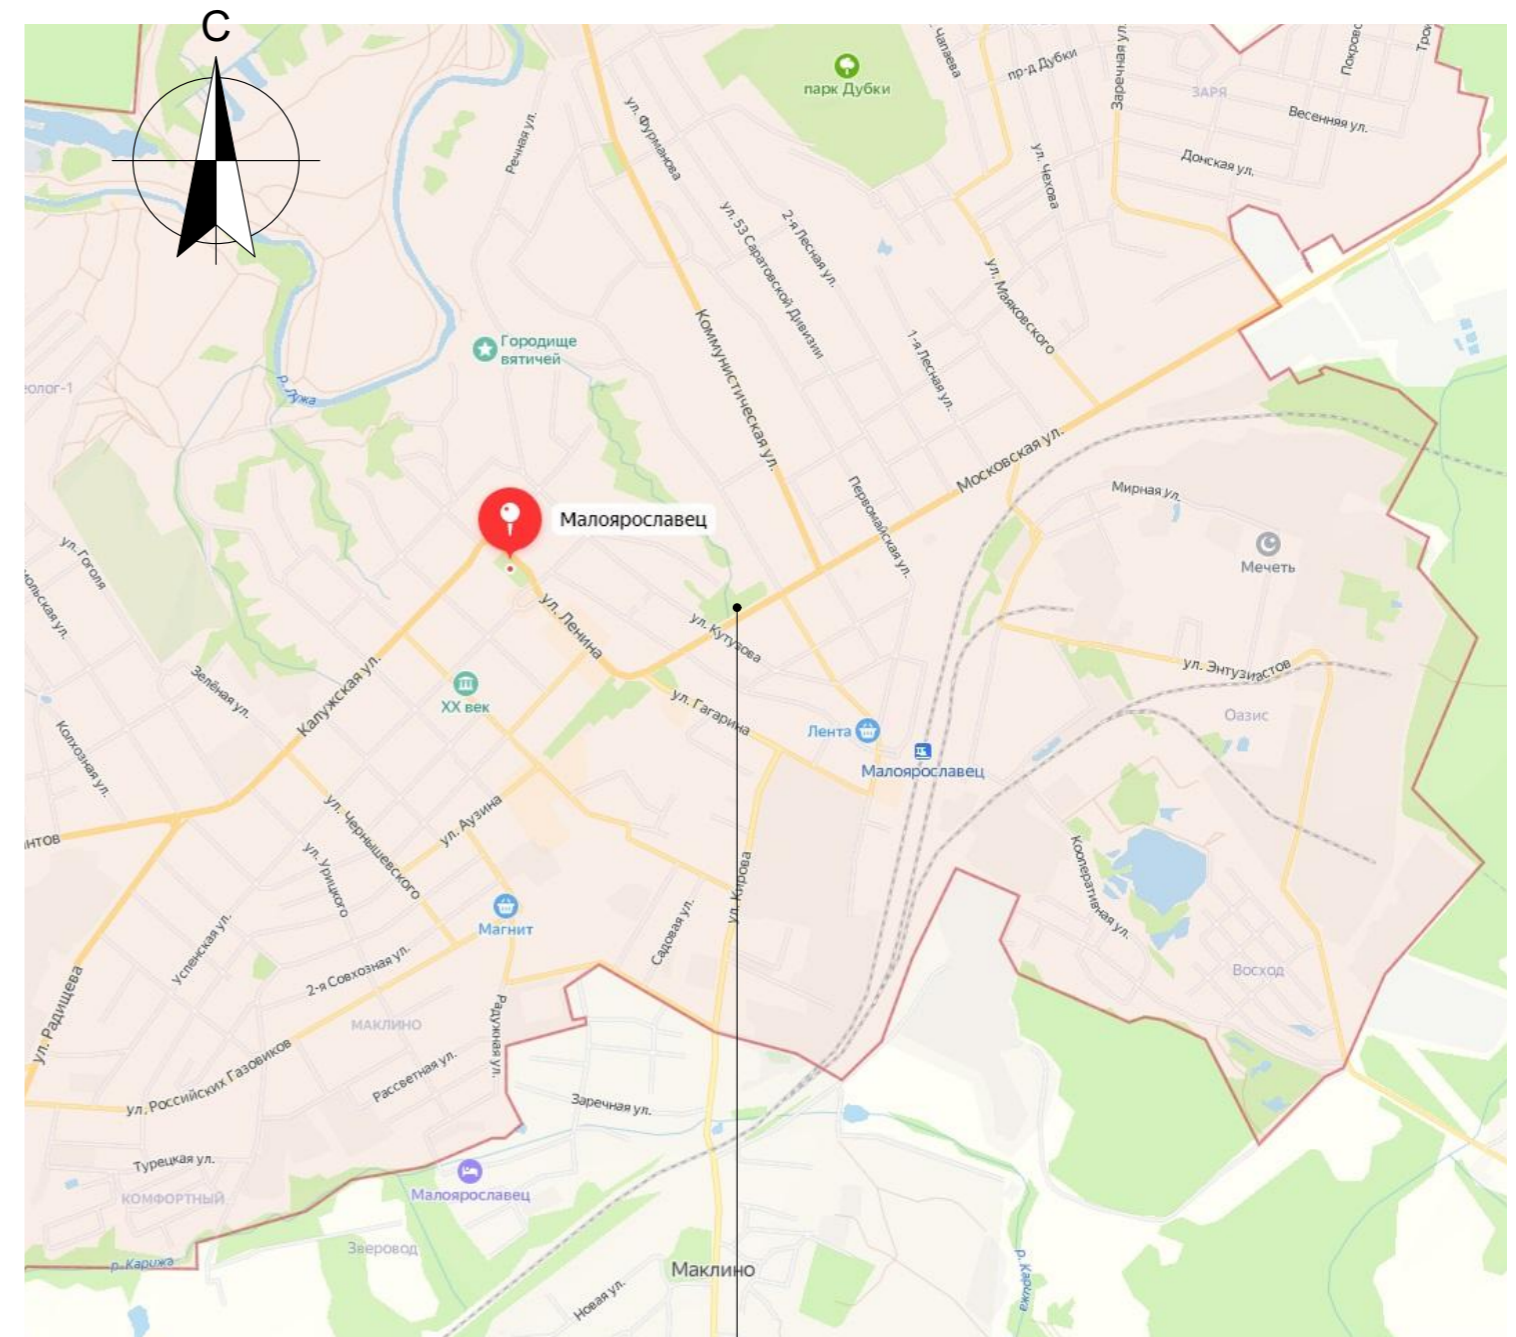 С
ул. Чапаева
пр-д Дубки
Заречная ул.
парк Дубки
ЗАРЯ
Весенняя ул.
Донская ул.
Речная ул.
ул. Фурманова
ул. Чехова
2-я Лесная ул.
ул. 53 Саратовской Дивизии
ул. Маяковского
Коммунистическая ул.
1-я Лесная ул.
Городище
вятичей
р. Лужа
Московская ул.
Первомайская ул.
Мирная ул.
Малоярославец
Мечеть
ул. Гоголя
ул. Ленина
ул. Кутузова
ул. Энтузиастов
Зелёная ул.
Калужская ул.
XX век
ул. Гагарина
Оазис
Лента
Малоярославец
Колхозная ул.
ул. Чернышевского
ул. Аузина
ул. Урицкого
ул. Кирова
Кооперативная ул.
Магнит
Успенская ул.
Садовая ул.
2-я Совхозная ул.
Восход
ул. Радищева
МАКЛИНО
Радужная ул.
ул. Российских Газовиков
Рассветная ул.
Заречная ул.
Турецкая ул.
КОМФОРТНЫЙ
Малоярославец
Зверовод
р. Карижа
Маклино
р. Карижа
Новая ул.